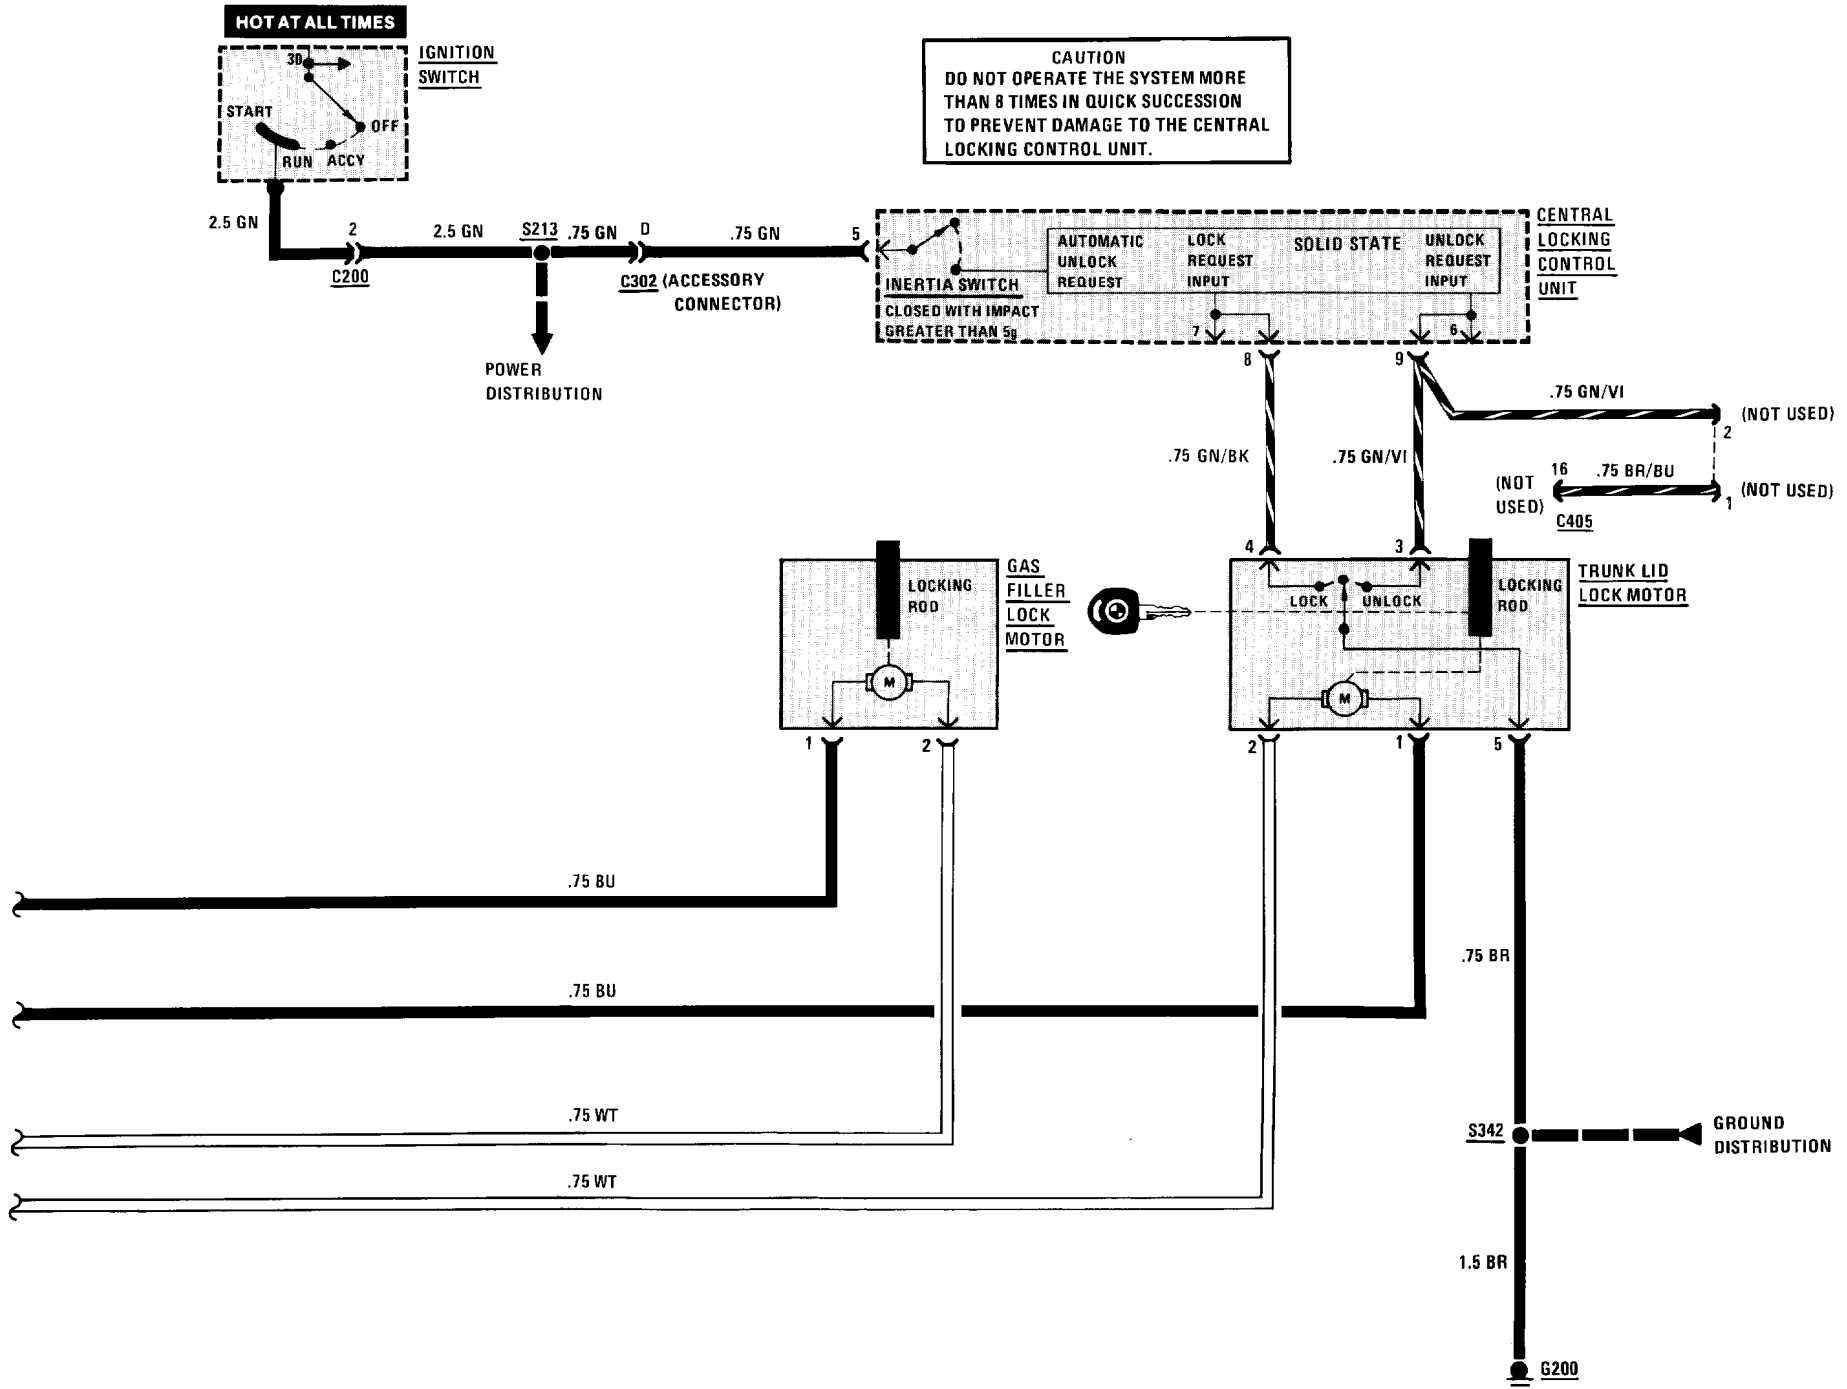 HOT AT ALL TIMES
IGNITION
SWITCH
30
START
OFF
RUN
ACCY
CAUTION
DO NOT OPERATE THE SYSTEM MORE
THAN 8 TIMES IN QUICK SUCCESSION
TO PREVENT DAMAGE TO THE CENTRAL
LOCKING CONTROL UNIT.
2.5 GN
2
C200
2.5 GN
S213
.75 GN
D
C302 (ACCESSORY
CONNECTOR)
.75 GN
5
POWER
DISTRIBUTION
INERTIA SWITCH
CLOSED WITH IMPACT
GREATER THAN 5g
AUTOMATIC
UNLOCK
REQUEST
LOCK
REQUEST
INPUT
SOLID STATE
UNLOCK
REQUEST
INPUT
CENTRAL
LOCKING
CONTROL
UNIT
7
6
8
9
.75 GN/VI
(NOT USED)
2
.75 GN/BK
.75 GN/VI
(NOT
USED)
16
.75 BR/BU
C405
1
(NOT USED)
4
3
LOCKING
ROD
GAS
FILLER
LOCK
MOTOR
M
1
2
LOCK
UNLOCK
LOCKING
ROD
TRUNK LID
LOCK MOTOR
M
2
1
5
.75 BU
.75 BR
.75 BU
.75 WT
S342
GROUND
DISTRIBUTION
.75 WT
1.5 BR
G200